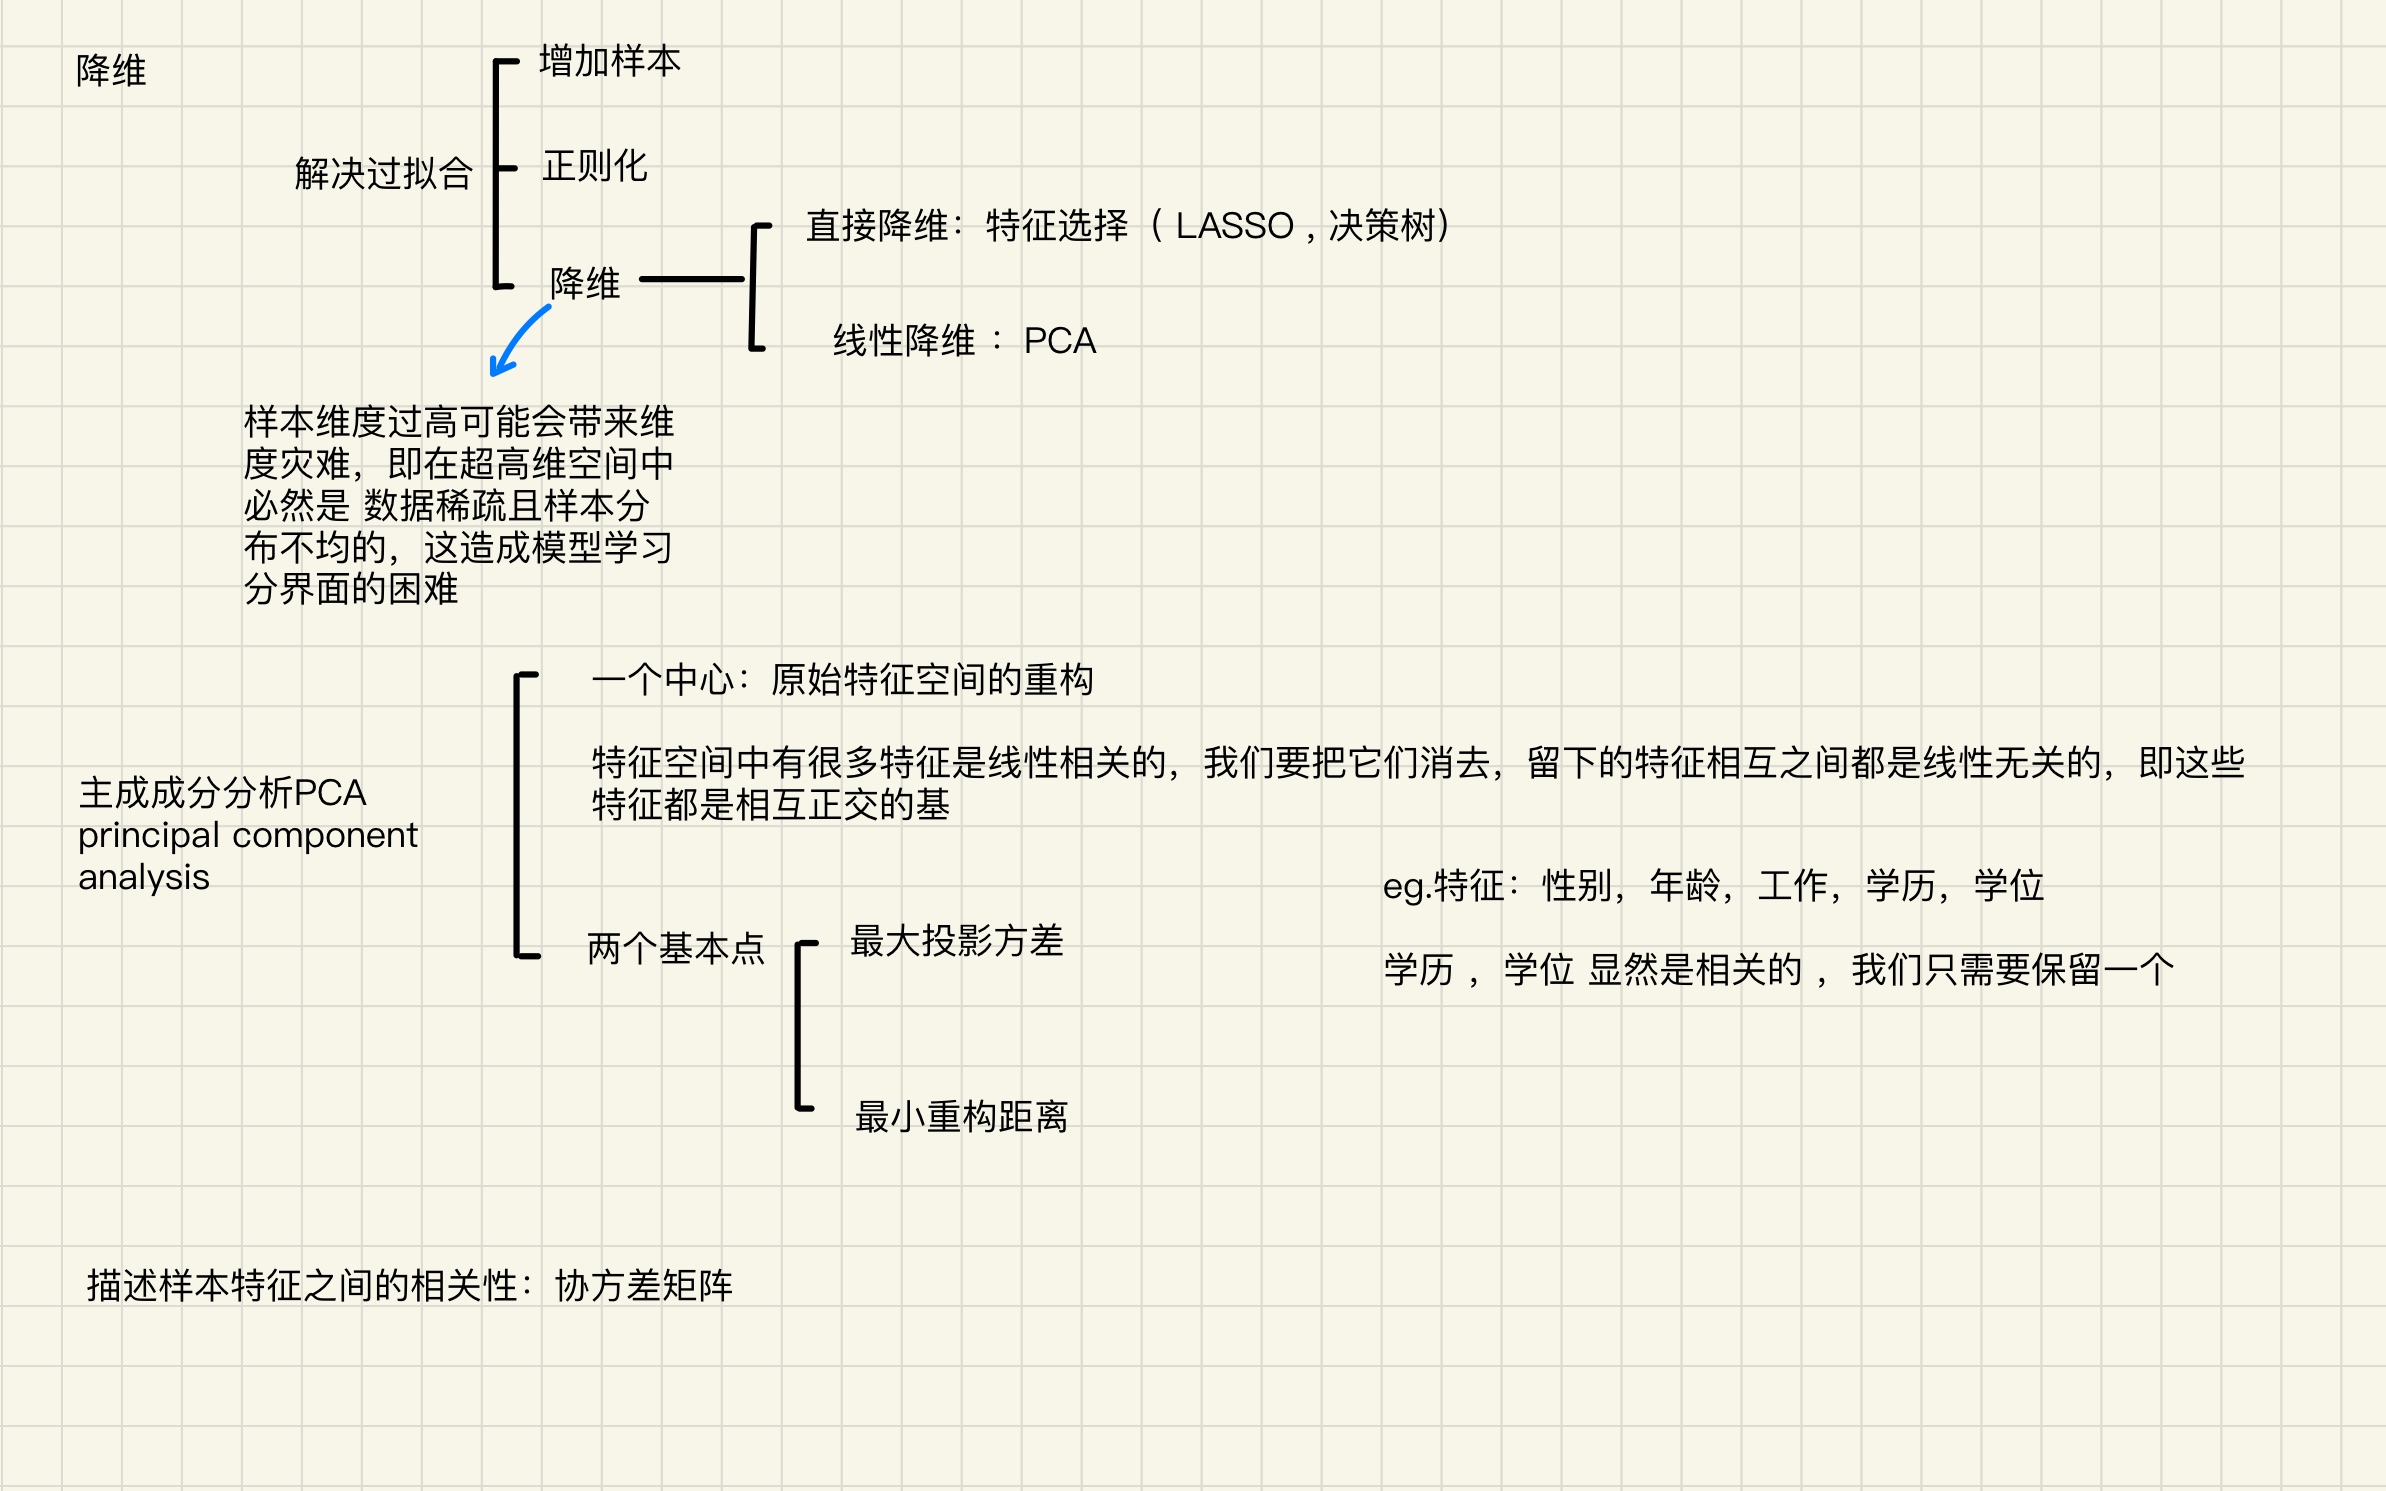 降维
增加样本
解决过拟合
正则化
直接降维：特征选择（ LASSO , 决策树）
降维
线性降维 ：PCA
样本维度过高可能会带来维
度灾难，即在超高维空间中
必然是 数据稀疏且样本分
布不均的，这造成模型学习
分界面的困难
一个中心：原始特征空间的重构
特征空间中有很多特征是线性相关的，我们要把它们消去，留下的特征相互之间都是线性无关的，即这些
特征都是相互正交的基
主成成分分析PCA
principal component
analysis
eg.特征：性别，年龄，工作，学历，学位
两个基本点
最大投影方差
学历 ，学位 显然是相关的 ，我们只需要保留一个
最小重构距离
描述样本特征之间的相关性：协方差矩阵